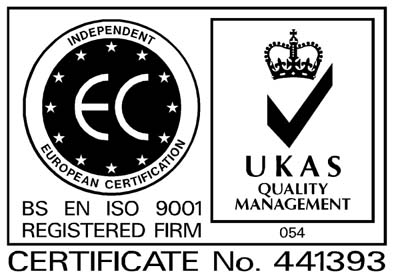 INDEPENDENT
EC
EUROPEAN CERTIFICATION
BS EN ISO 9001
REGISTERED FIRM
UKAS
QUALITY
MANAGEMENT
054
CERTIFICATE No. 441393